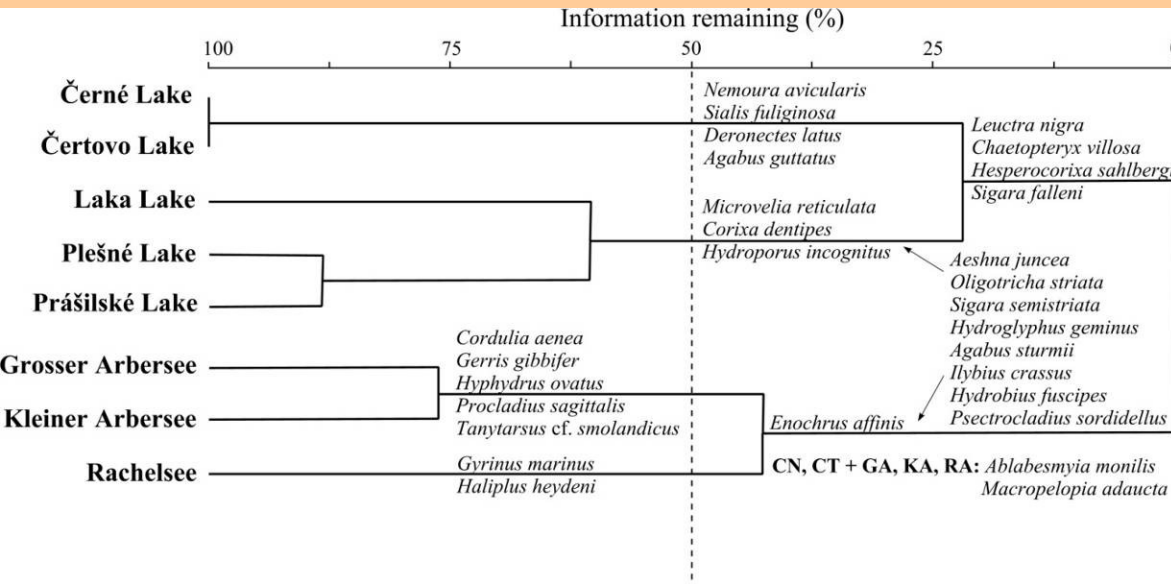 Information remaining (%)
100 75 50 25
Černé Lake
Čertovo Lake
Laka Lake
Plešné Lake
Prášilské Lake
Grosser Arbersee
Kleiner Arbersee
Rachelsee
Nemoura avicularis
Sialis fuliginosa
Deronectes latus
Agabus guttatus
Leuctra nigra
Chaetopteryx villosa
Hesperocorixa sahlbergi
Sigara falleni
Microvelia reticulata
Corixa dentipes
Hydroporus incognitus
Aeshna juncea
Oligotricha striata
Sigara semistriata
Hydroglyphus geminus
Agabus sturmii
Ilybius crassus
Hydrobius fuscipes
Psectrocladius sordidellus
Cordulia aenea
Gerris gibbifer
Hyphydrus ovatus
Procladius sagittalis
Tanytarsus cf. smolandicus
Enochrus affinis
Gyrinus marinus
Haliplus heydeni
CN, CT + GA, KA, RA: Ablabesmyia monilis
Macropelopia adaucta